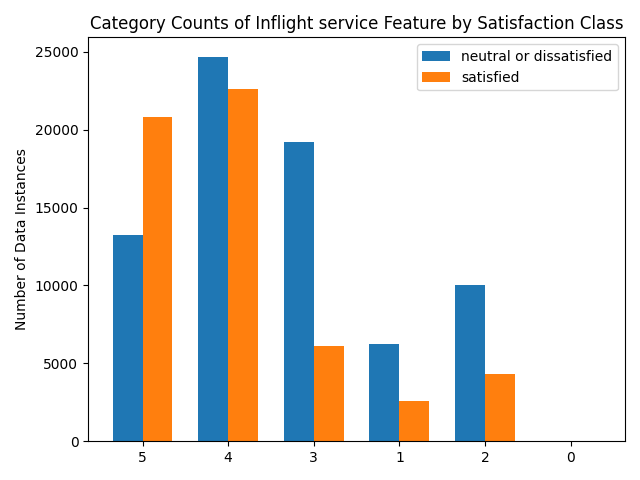 Category Counts of Inflight service Feature by Satisfaction Class
neutral or dissatisfied
satisfied
Number of Data Instances
25000
20000
15000
10000
5000
0
5 4 3 1 2 0